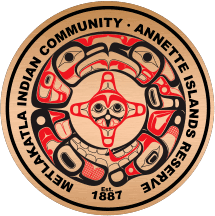 METLAKATLA INDIAN COMMUNITY • ANNETTE ISLANDS RESERVE
EST.
1887